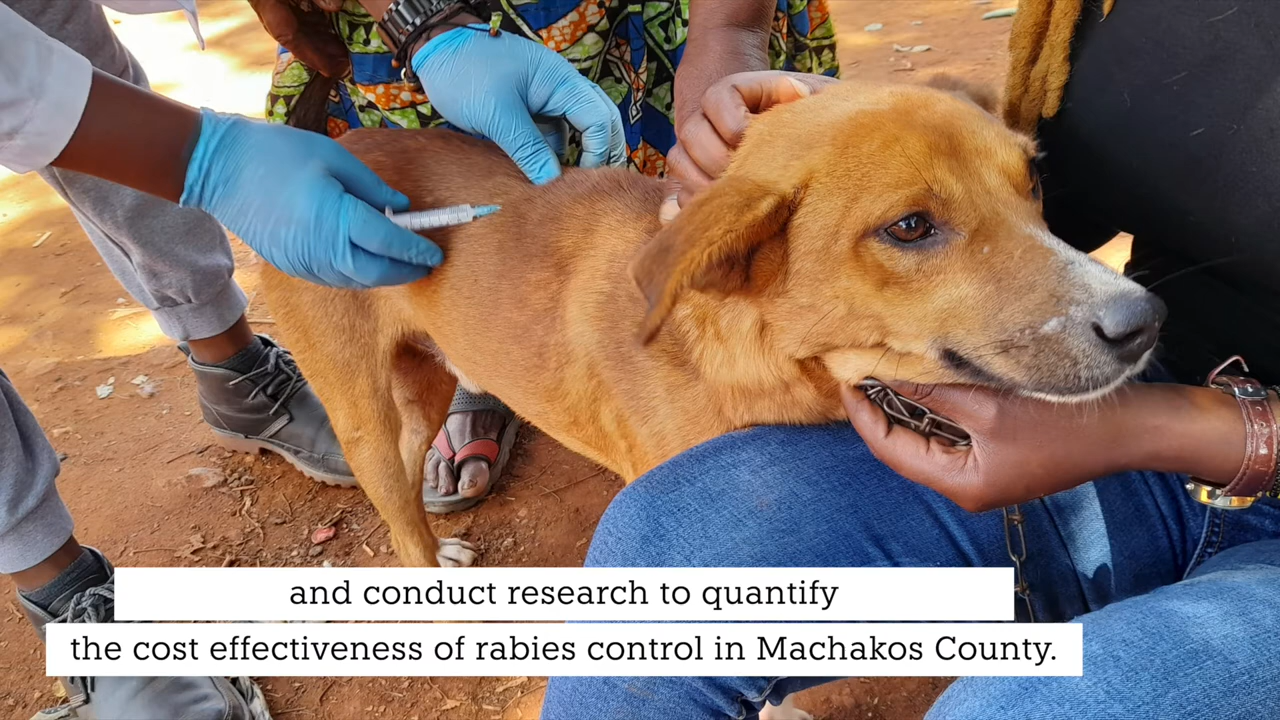 and conduct research to quantify
the cost effectiveness of rabies control in Machakos County.